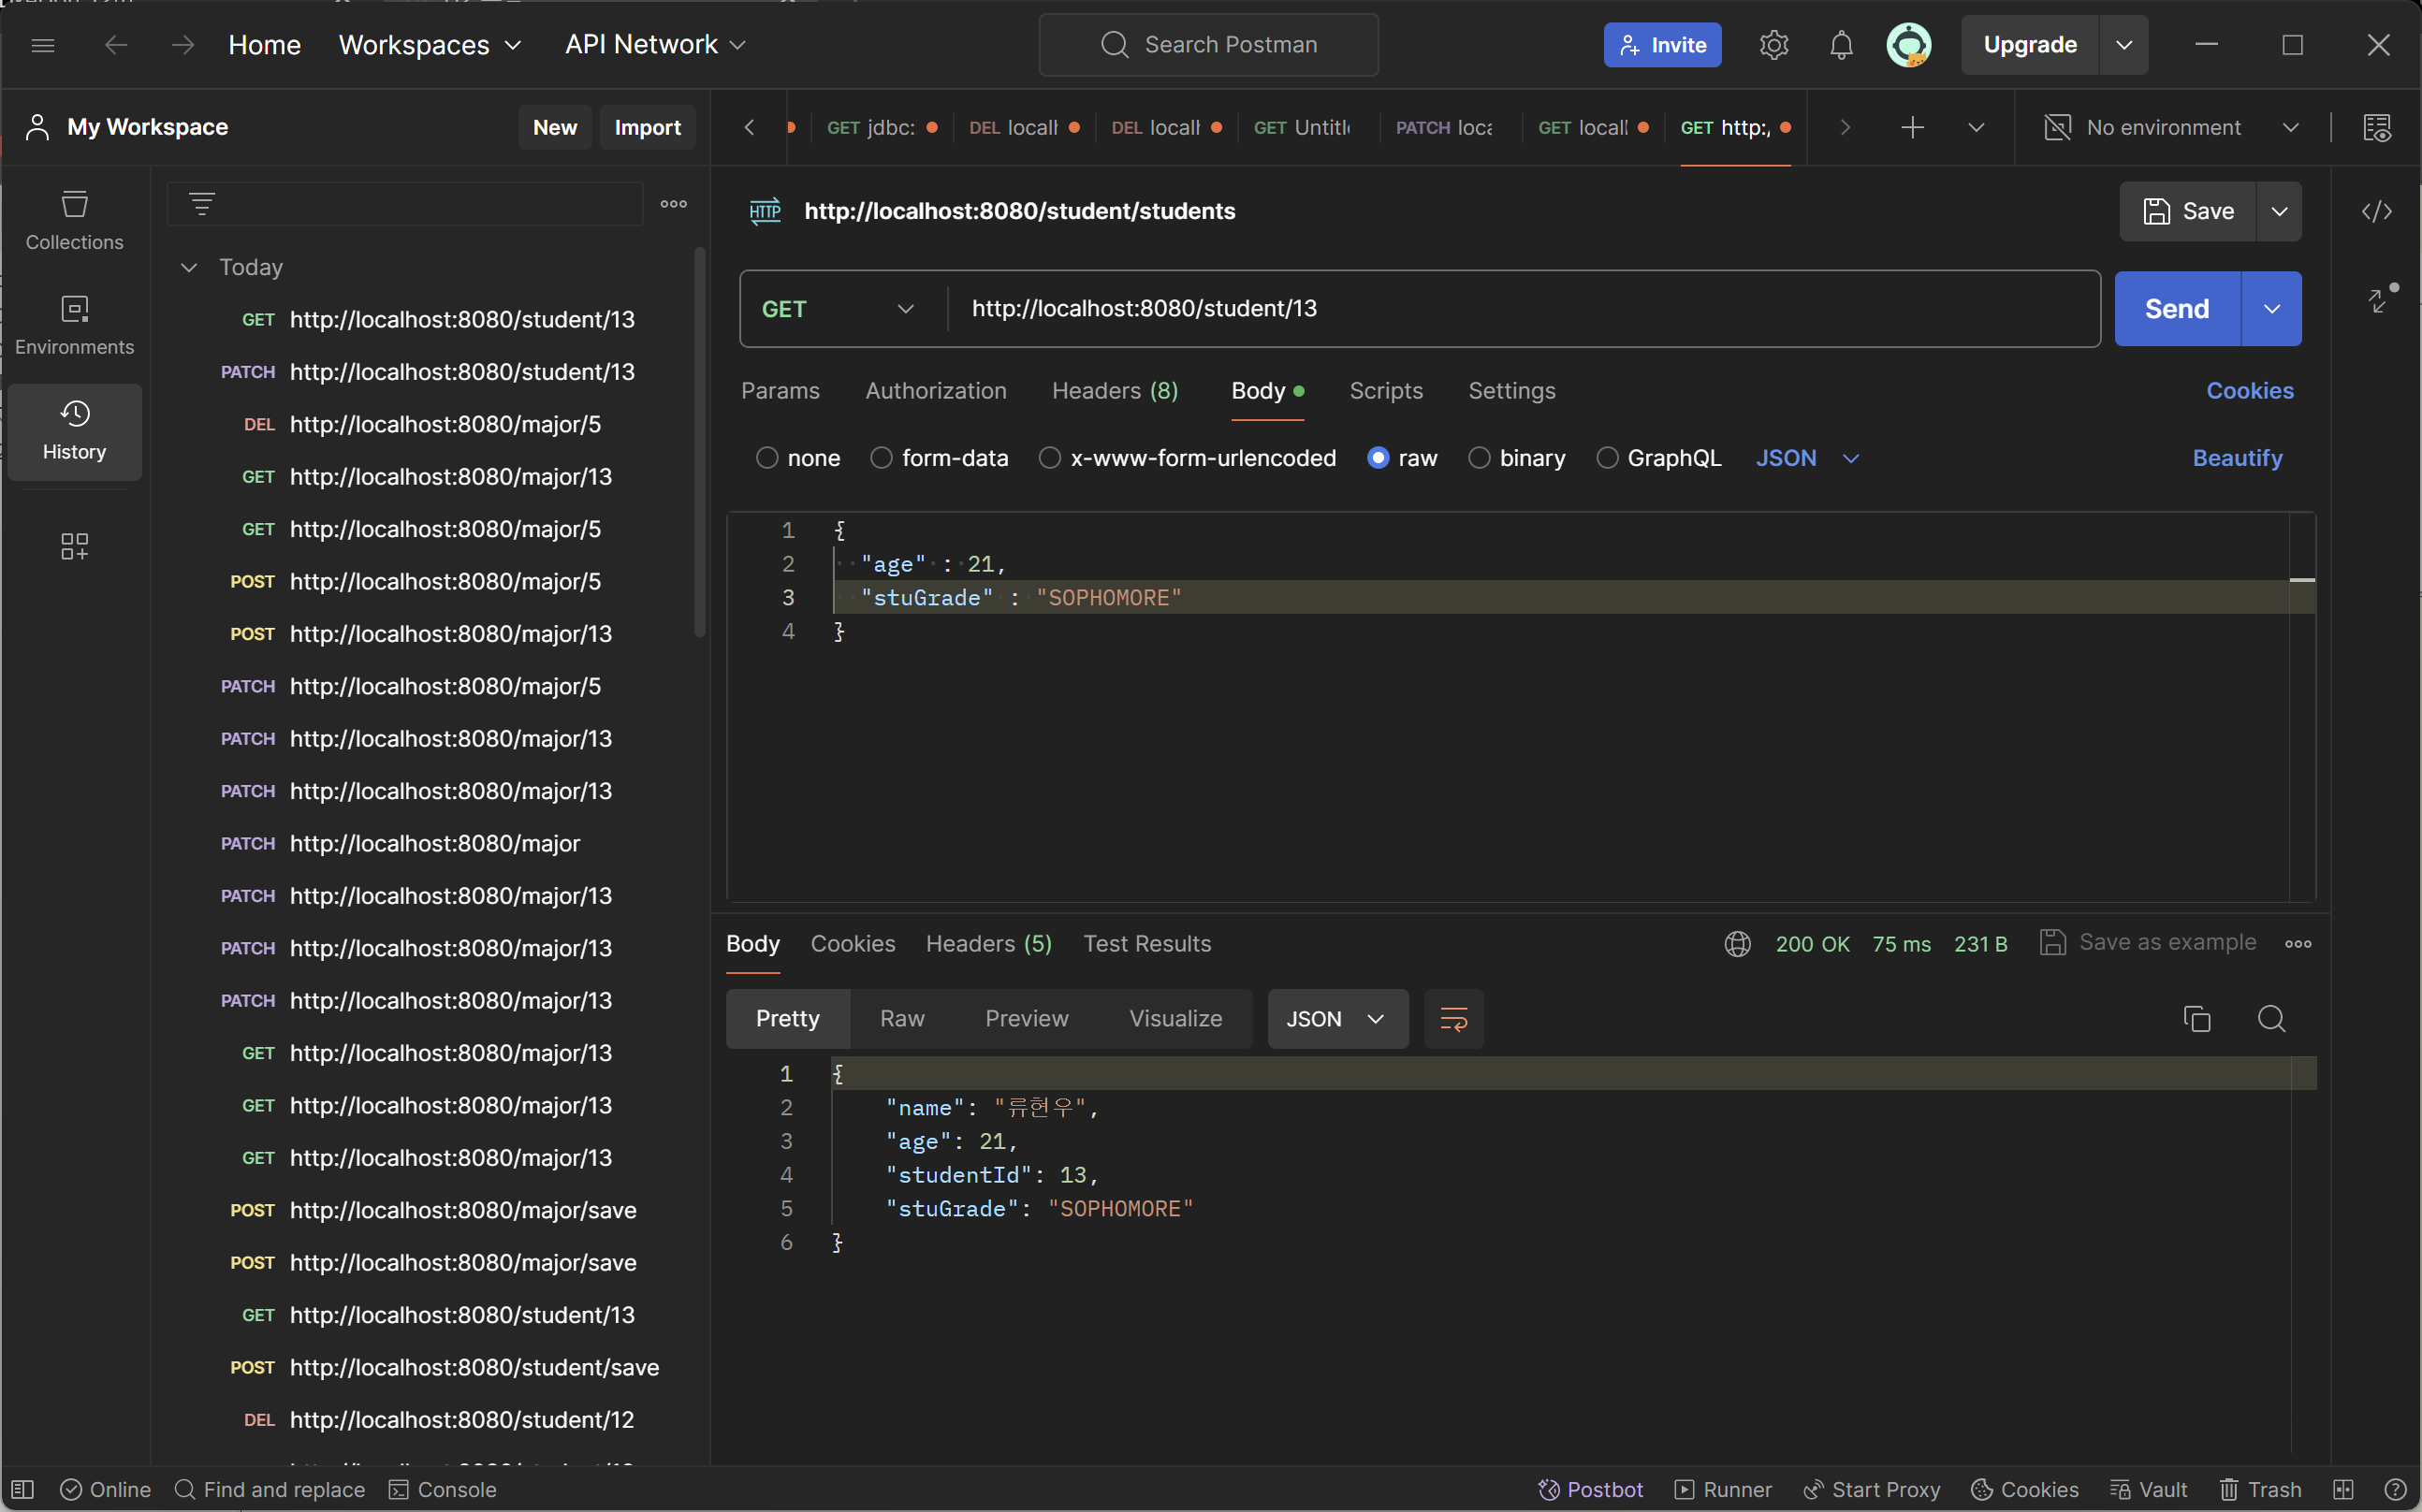 Home Workspaces API Network Search Postman Invite Upgrade
My Workspace New Import GET jdbc: DEL locall DEL locall GET Untitl PATCH loca GET locall GET http:/ No environment
Collections
Environments
History
Today
GET http://localhost:8080/student/13
PATCH http://localhost:8080/student/13
DEL http://localhost:8080/major/5
GET http://localhost:8080/major/13
GET http://localhost:8080/major/5
POST http://localhost:8080/major/5
POST http://localhost:8080/major/13
PATCH http://localhost:8080/major/5
PATCH http://localhost:8080/major/13
PATCH http://localhost:8080/major/13
PATCH http://localhost:8080/major
PATCH http://localhost:8080/major/13
PATCH http://localhost:8080/major/13
PATCH http://localhost:8080/major/13
GET http://localhost:8080/major/13
GET http://localhost:8080/major/13
GET http://localhost:8080/major/13
POST http://localhost:8080/major/save
POST http://localhost:8080/major/save
GET http://localhost:8080/student/13
POST http://localhost:8080/student/save
DEL http://localhost:8080/student/12
HTTP http://localhost:8080/student/students Save
GET http://localhost:8080/student/13 Send
Params Authorization Headers (8) Body Scripts Settings Cookies
none form-data x-www-form-urlencoded raw binary GraphQL JSON Beautify
1 {
2 "age" : 21,
3 "stuGrade" : "SOPHOMORE"
4 }
Body Cookies Headers (5) Test Results 200 OK 75 ms 231 B Save as example
Pretty Raw Preview Visualize JSON
1 {
2 "name": "류현우",
3 "age": 21,
4 "studentId": 13,
5 "stuGrade": "SOPHOMORE"
6 }
Online Find and replace Console Postbot Runner Start Proxy Cookies Vault Trash